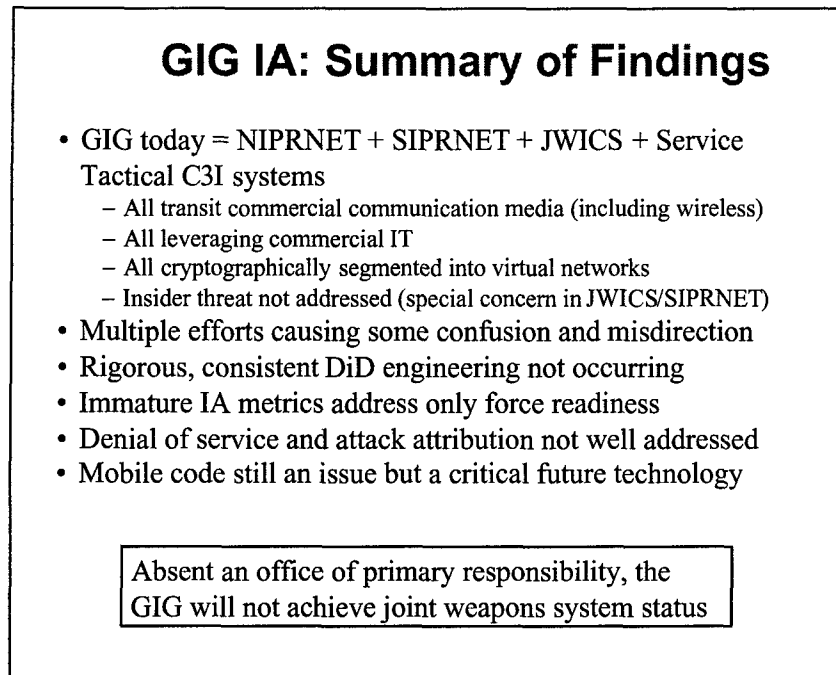 GIG IA: Summary of Findings
• GIG today = NIPRNET + SIPRNET + JWICS + Service
Tactical C3I systems
– All transit commercial communication media (including wireless)
– All leveraging commercial IT
– All cryptographically segmented into virtual networks
– Insider threat not addressed (special concern in JWICS/SIPRNET)
• Multiple efforts causing some confusion and misdirection
• Rigorous, consistent DiD engineering not occurring
• Immature IA metrics address only force readiness
• Denial of service and attack attribution not well addressed
• Mobile code still an issue but a critical future technology
Absent an office of primary responsibility, the
GIG will not achieve joint weapons system status